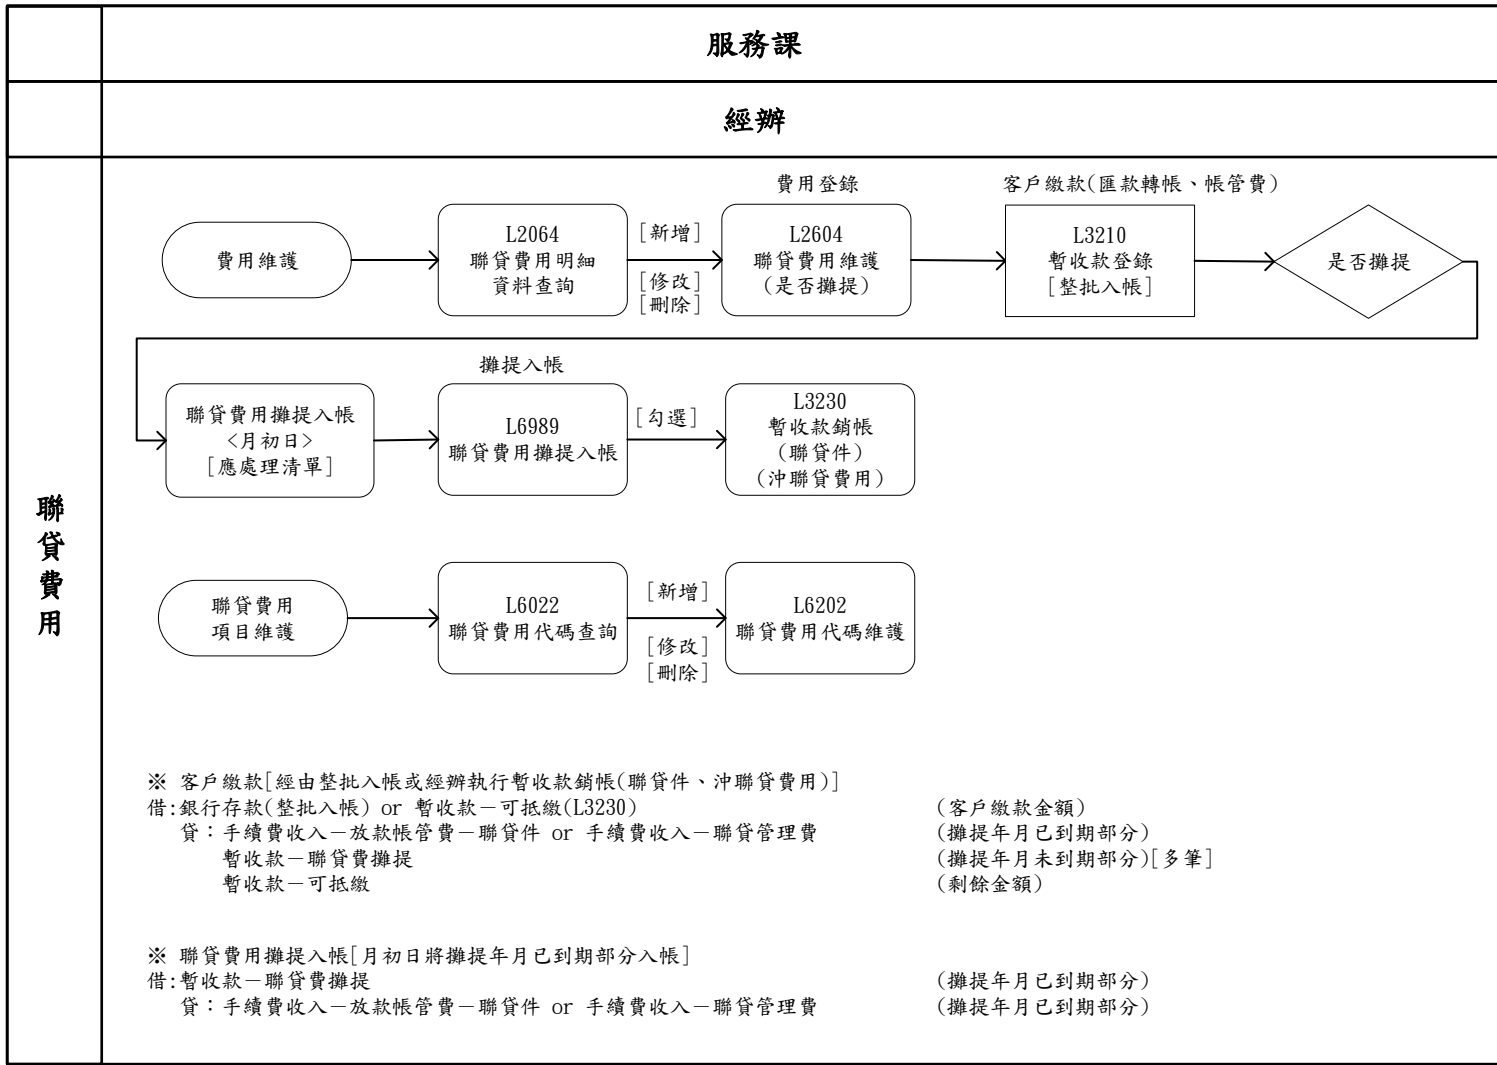 服務課
經辦
聯貸費用
費用登錄
客戶繳款(匯款轉帳、帳管費)
費用維護
L2064
聯貸費用明細
資料查詢
[新增]
[修改]
[刪除]
L2604
聯貸費用維護
(是否攤提)
L3210
暫收款登錄
[整批入帳]
是否攤提
攤提入帳
聯貸費用攤提入帳
<月初日>
[應處理清單]
L6989
聯貸費用攤提入帳
[勾選]
L3230
暫收款銷帳
(聯貸件)
(沖聯貸費用)
聯貸費用
項目維護
L6022
聯貸費用代碼查詢
[新增]
[修改]
[刪除]
L6202
聯貸費用代碼維護
※ 客戶繳款[經由整批入帳或經辦執行暫收款銷帳(聯貸件、沖聯貸費用)]
借:銀行存款(整批入帳) or 暫收款－可抵繳(L3230) (客戶繳款金額)
貸：手續費收入－放款帳管費－聯貸件 or 手續費收入－聯貸管理費 (攤提年月已到期部分)
暫收款－聯貸費攤提 (攤提年月未到期部分)[多筆]
暫收款－可抵繳 (剩餘金額)
※ 聯貸費用攤提入帳[月初日將攤提年月已到期部分入帳]
借:暫收款－聯貸費攤提 (攤提年月已到期部分)
貸：手續費收入－放款帳管費－聯貸件 or 手續費收入－聯貸管理費 (攤提年月已到期部分)